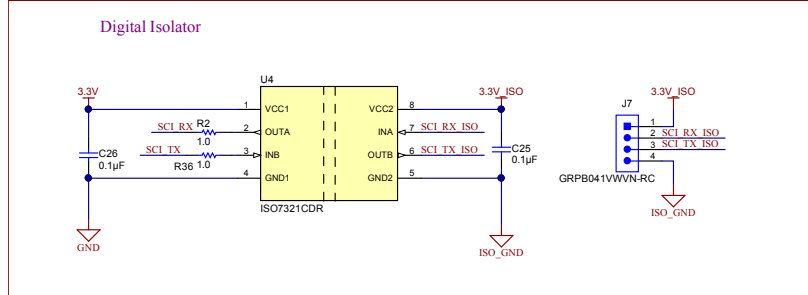 Digital Isolator
U4
3.3V
3.3V_ISO
J7
3.3V_ISO
1 VCC1 VCC2 8
SCI_RX R2 2 OUTA INA 7 SCI_RX_ISO
1.0
SCI_TX 3 INB OUTB 6 SCI_TX_ISO
R36 1.0
C26
0.1µF
C25
0.1µF
4 GND1 GND2 5
ISO7321CDR
1
2 SCI_RX_ISO
3 SCI_TX_ISO
4
GRPB041VWVN-RC
GND
ISO_GND
ISO_GND